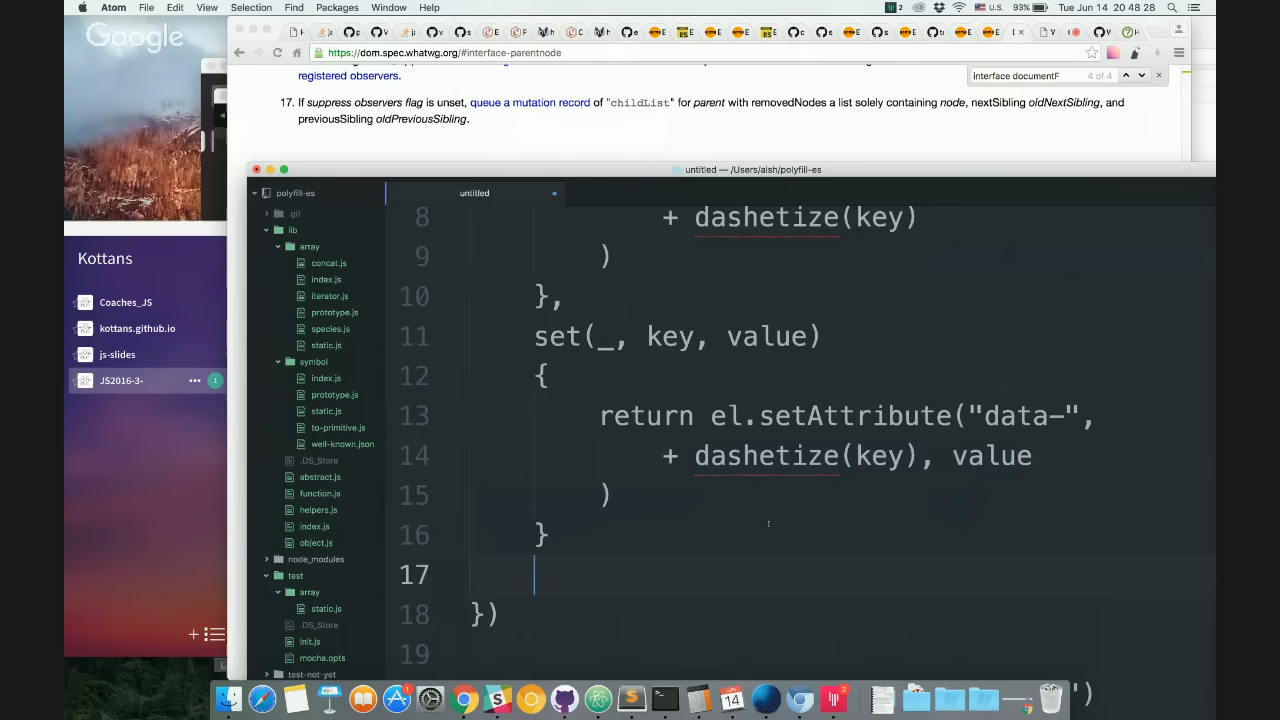 Atom File Edit View Selection Find Packages Window Help
2 U.S. 93% Tue Jun 14 20 48 28
Google
https://dom.spec.whatwg.org/#interface-parentnode
interface documentF 4 of 4
registered observers.
17. If suppress observers flag is unset, queue a mutation record of "childList" for parent with removedNodes a list solely containing node, nextSibling oldNextSibling, and
previousSibling oldPreviousSibling.
untitled — /Users/alsh/polyfill-es
Kottans
Coaches_JS
kottans.github.io
js-slides
JS2016-3- ••• 1
polyfill-es
.git
lib
array
concat.js
index.js
iterator.js
prototype.js
species.js
static.js
symbol
index.js
prototype.js
static.js
to-primitive.js
well-known.json
.DS_Store
abstract.js
function.js
helpers.js
index.js
object.js
node_modules
test
array
static.js
.DS_Store
init.js
mocha.opts
test-not-yet
untitled
8 + dashetize(key)
9 )
10 },
11 set(_, key, value)
12 {
13 return el.setAttribute("data-",
14 + dashetize(key), value
15 )
16 }
17
18 })
19
')
14